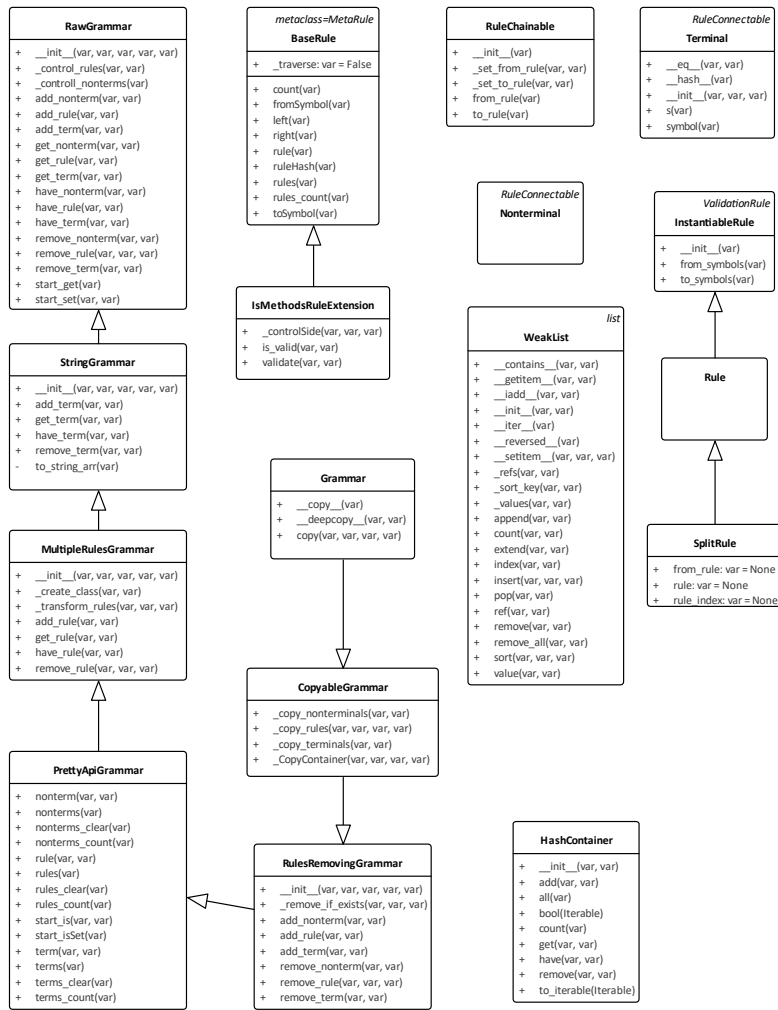 RawGrammar
+ __init__(var, var, var, var, var)
+ _control_rules(var, var)
+ _controll_nonterms(var, var)
+ add_nonterm(var, var)
+ add_rule(var, var)
+ add_term(var, var)
+ get_nonterm(var, var)
+ get_rule(var, var)
+ get_term(var, var)
+ have_nonterm(var, var)
+ have_rule(var, var)
+ have_term(var, var)
+ remove_nonterm(var, var)
+ remove_rule(var, var, var)
+ remove_term(var, var)
+ start_get(var)
+ start_set(var, var)
metaclass=MetaRule
BaseRule
+ _traverse: var = False
+ count(var)
+ fromSymbol(var)
+ left(var)
+ right(var)
+ rule(var)
+ ruleHash(var)
+ rules(var)
+ rules_count(var)
+ toSymbol(var)
RuleChainable
+ __init__(var)
+ _set_from_rule(var, var)
+ _set_to_rule(var, var)
+ from_rule(var)
+ to_rule(var)
RuleConnectable
Terminal
+ __eq__(var, var)
+ __hash__(var)
+ __init__(var, var, var)
+ s(var)
+ symbol(var)
RuleConnectable
Nonterminal
ValidationRule
InstantiableRule
+ __init__(var)
+ from_symbols(var)
+ to_symbols(var)
IsMethodsRuleExtension
+ _controlSide(var, var, var)
+ is_valid(var, var)
+ validate(var, var)
list
WeakList
+ __contains__(var, var)
+ __getitem__(var, var)
+ __iadd__(var, var)
+ __init__(var, var)
+ __iter__(var)
+ __reversed__(var)
+ __setitem__(var, var, var)
+ _refs(var, var)
+ _sort_key(var, var)
+ _values(var, var)
+ append(var, var)
+ count(var, var)
+ extend(var, var)
+ index(var, var)
+ insert(var, var, var)
+ pop(var, var)
+ ref(var, var)
+ remove(var, var)
+ remove_all(var, var)
+ sort(var, var, var)
+ value(var, var)
Rule
StringGrammar
+ __init__(var, var, var, var, var)
+ add_term(var, var)
+ get_term(var, var)
+ have_term(var, var)
+ remove_term(var, var)
- to_string_arr(var)
Grammar
+ __copy__(var)
+ __deepcopy__(var, var)
+ copy(var, var, var, var)
SplitRule
+ from_rule: var = None
+ rule: var = None
+ rule_index: var = None
MultipleRulesGrammar
+ __init__(var, var, var, var, var)
+ _create_class(var, var)
+ _transform_rules(var, var, var)
+ add_rule(var, var)
+ get_rule(var, var)
+ have_rule(var, var)
+ remove_rule(var, var, var)
CopyableGrammar
+ _copy_nonterminals(var, var)
+ _copy_rules(var, var, var, var)
+ _copy_terminals(var, var)
+ _CopyContainer(var, var, var, var)
PrettyApiGrammar
+ nonterm(var, var)
+ nonterms(var)
+ nonterms_clear(var)
+ nonterms_count(var)
+ rule(var, var)
+ rules(var)
+ rules_clear(var)
+ rules_count(var)
+ start_is(var, var)
+ start_isSet(var)
+ term(var, var)
+ terms(var)
+ terms_clear(var)
+ terms_count(var)
RulesRemovingGrammar
+ __init__(var, var, var, var, var)
+ _remove_if_exists(var, var, var)
+ add_nonterm(var, var)
+ add_rule(var, var)
+ add_term(var, var)
+ remove_nonterm(var, var)
+ remove_rule(var, var, var)
+ remove_term(var, var)
HashContainer
+ __init__(var, var)
+ add(var, var)
+ all(var)
+ bool(Iterable)
+ count(var)
+ get(var, var)
+ have(var, var)
+ remove(var, var)
+ to_iterable(Iterable)